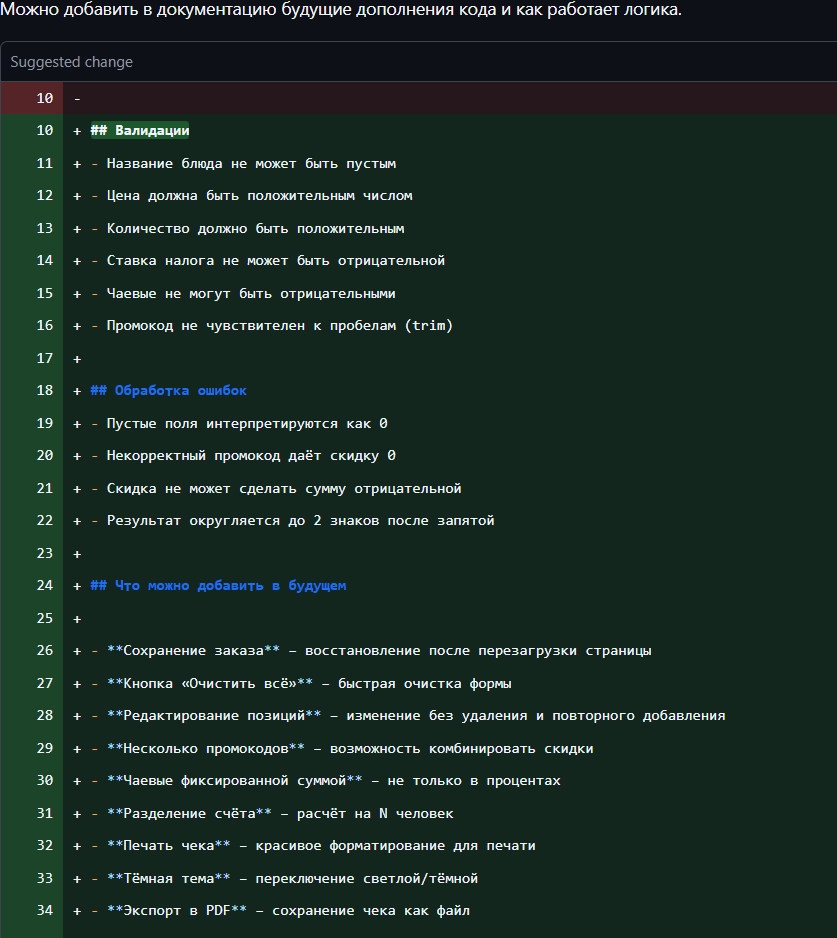 Можно добавить в документацию будущие дополнения кода и как работает логика.
Suggested change
10 -
10 + ## Валидации
11 + - Название блюда не может быть пустым
12 + - Цена должна быть положительным числом
13 + - Количество должно быть положительным
14 + - Ставка налога не может быть отрицательной
15 + - Чаевые не могут быть отрицательными
16 + - Промокод не чувствителен к пробелам (trim)
17 +
18 + ## Обработка ошибок
19 + - Пустые поля интерпретируются как 0
20 + - Некорректный промокод даёт скидку 0
21 + - Скидка не может сделать сумму отрицательной
22 + - Результат округляется до 2 знаков после запятой
23 +
24 + ## Что можно добавить в будущем
25 +
26 + - **Сохранение заказа** — восстановление после перезагрузки страницы
27 + - **Кнопка «Очистить всё»** — быстрая очистка формы
28 + - **Редактирование позиций** — изменение без удаления и повторного добавления
29 + - **Несколько промокодов** — возможность комбинировать скидки
30 + - **Чаевые фиксированной суммой** — не только в процентах
31 + - **Разделение счёта** — расчёт на N человек
32 + - **Печать чека** — красивое форматирование для печати
33 + - **Тёмная тема** — переключение светлой/тёмной
34 + - **Экспорт в PDF** — сохранение чека как файл